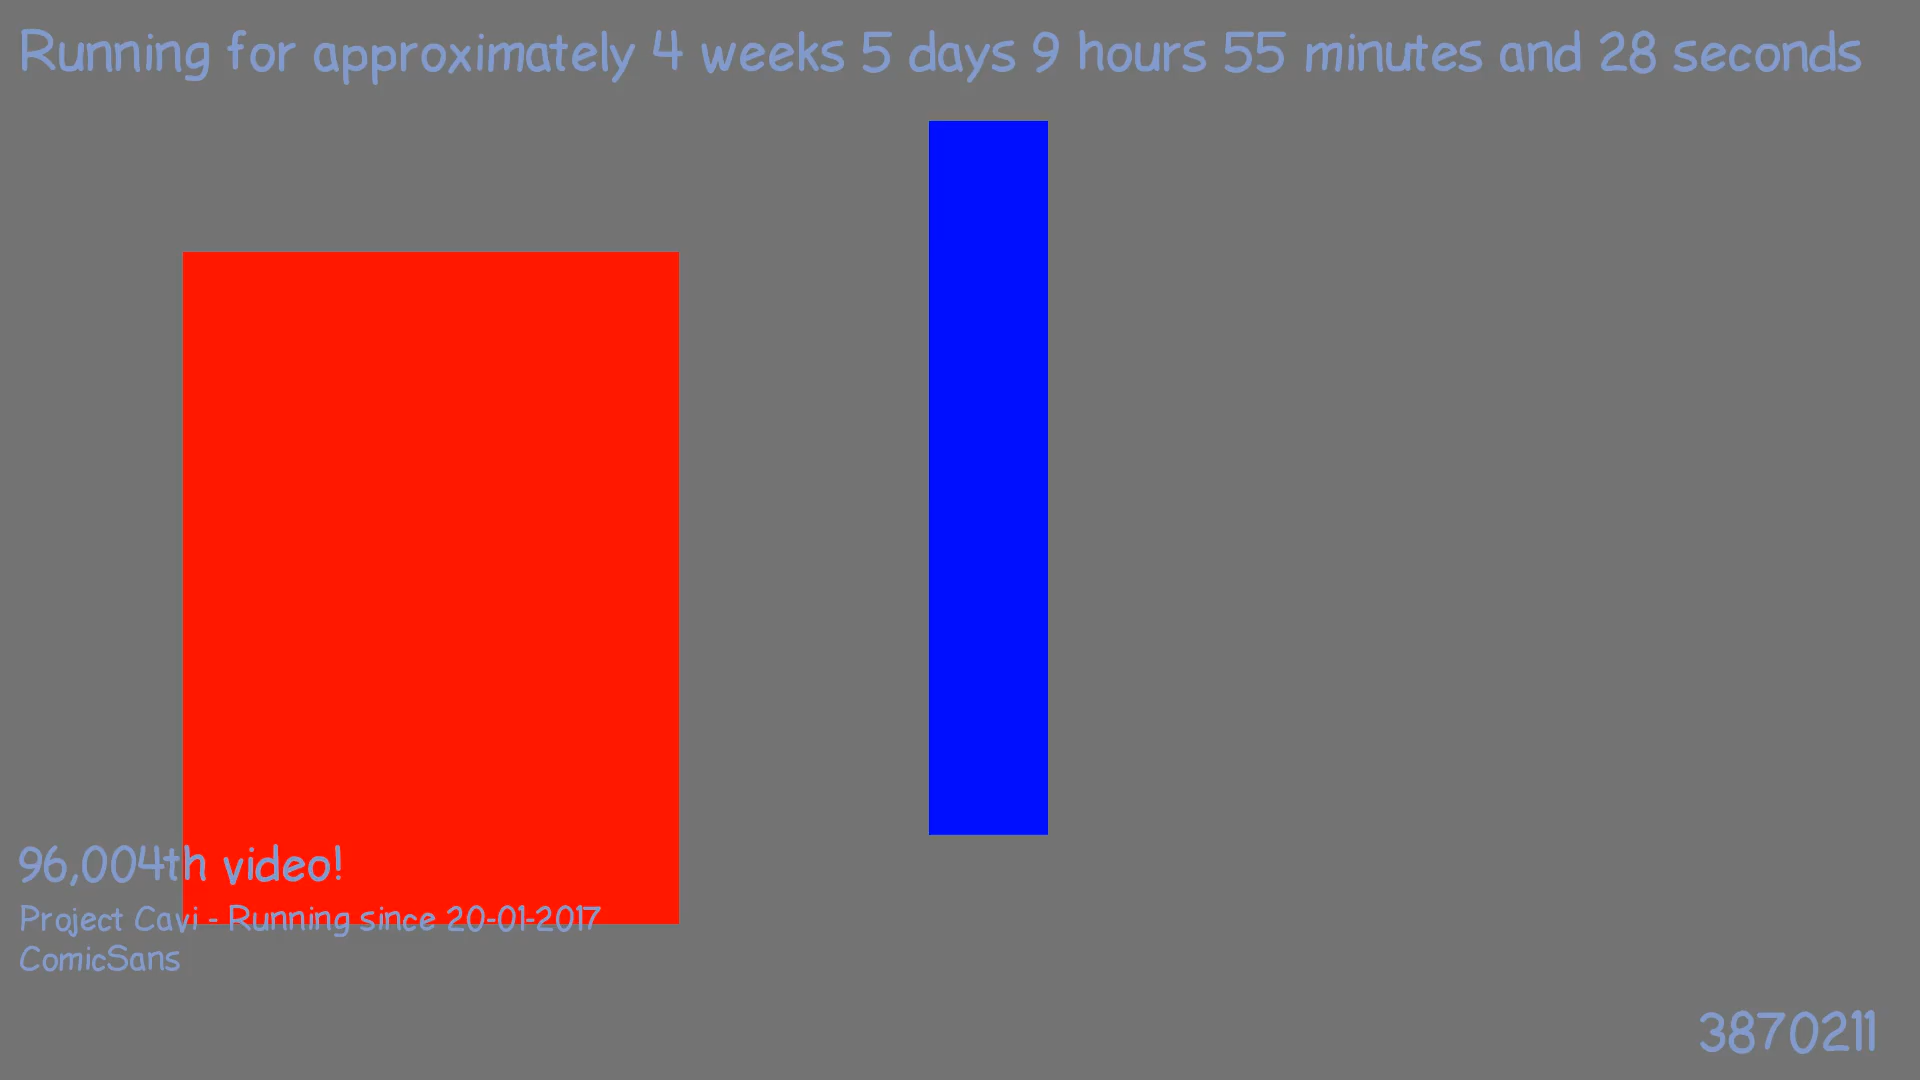 Running for approximately 4 weeks 5 days 9 hours 55 minutes and 28 seconds
96,004th video!
Project Cavi - Running since 20-01-2017
ComicSans
3870211